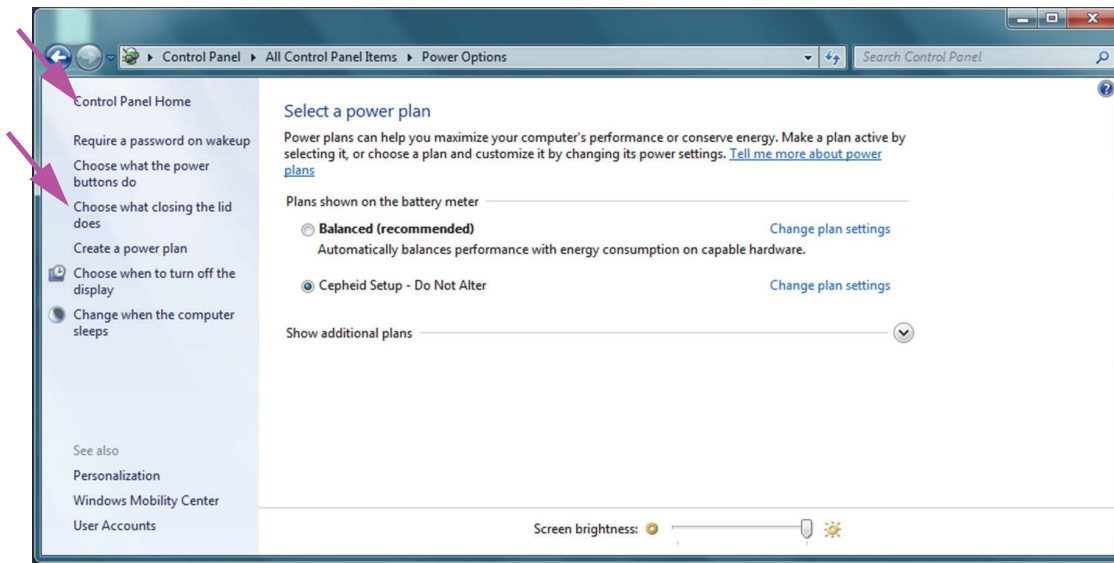 Control Panel All Control Panel Items Power Options
Search Control Panel
Control Panel Home
Require a password on wakeup
Choose what the power
buttons do
Choose what closing the lid
does
Create a power plan
Choose when to turn off the
display
Change when the computer
sleeps
See also
Personalization
Windows Mobility Center
User Accounts
Select a power plan
Power plans can help you maximize your computer's performance or conserve energy. Make a plan active by
selecting it, or choose a plan and customize it by changing its power settings. Tell me more about power
plans
Plans shown on the battery meter
Balanced (recommended) Change plan settings
Automatically balances performance with energy consumption on capable hardware.
Cepheid Setup - Do Not Alter Change plan settings
Show additional plans
Screen brightness: